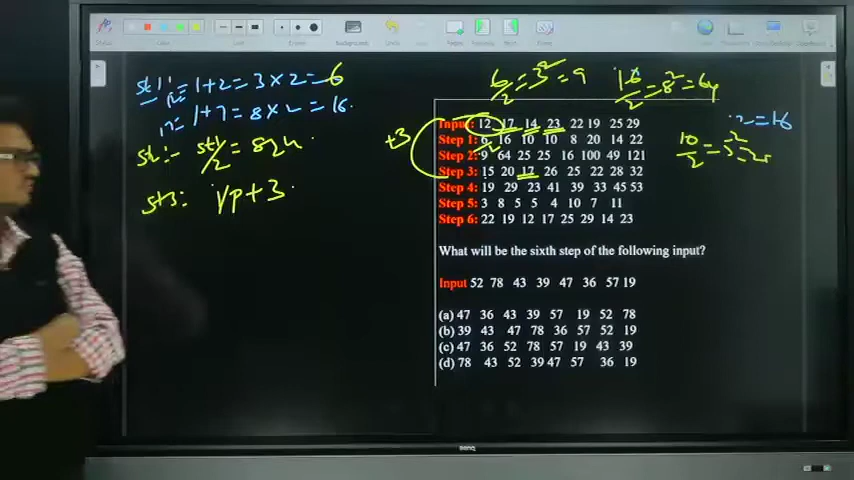 st1:- 12 = 1+2 = 3 × 2 = 6
17 = 1+7 = 8 × 2 = 16.
st2:- st1/2 = 8
st3: i/p + 3
6/2 = 3² = 9
16/2 = 8² = 64
= 16
10/2 = 5² = 25
+3
Input: 12 17 14 23 22 19 25 29
Step 1: 6 16 10 10 8 20 14 22
Step 2: 9 64 25 25 16 100 49 121
Step 3: 15 20 17 26 25 22 28 32
Step 4: 19 29 23 41 39 33 45 53
Step 5: 3 8 5 5 4 10 7 11
Step 6: 22 19 12 17 25 29 14 23
What will be the sixth step of the following input?
Input 52 78 43 39 47 36 57 19
(a) 47 36 43 39 57 19 52 78
(b) 39 43 47 78 36 57 52 19
(c) 47 36 52 78 57 19 43 39
(d) 78 43 52 39 47 57 36 19
Backgrounds
Undo
BenQ